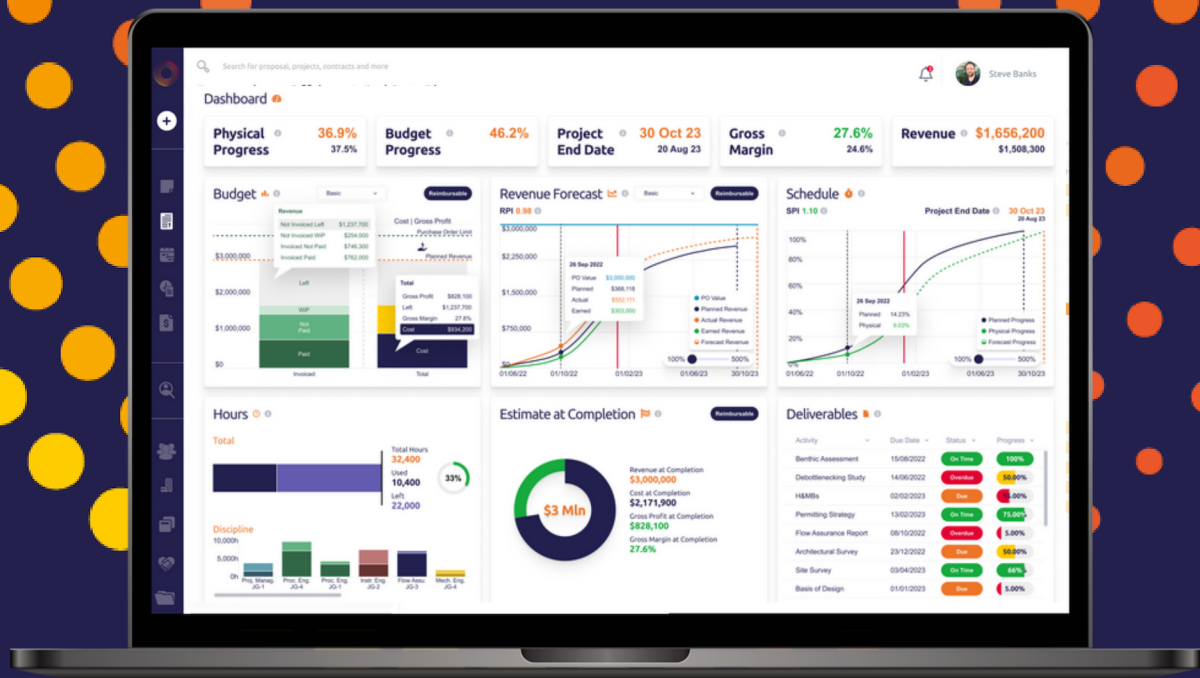 Search for proposal, projects, contracts and more
Steve Banks
Dashboard
Physical Progress 36.9% 37.5%
Budget Progress 46.2%
Project End Date 30 Oct 23 20 Aug 23
Gross Margin 27.6% 24.6%
Revenue $1,656,200 $1,508,300
Budget Basic Reimbursable
Revenue
Not Invoiced Left $1,237,700
Not Invoiced WIP $254,000
Invoiced Not Paid $746,300
Invoiced Paid $762,000
Cost | Gross Profit
Purchase Order Limit
Planned Revenue
$3,000,000
$2,000,000
$1,000,000
$0
Left
WIP
Not Paid
Paid
Total
Gross Profit $828,100
Left $1,237,700
Gross Margin 27.6%
Cost $934,200
Cost
Invoiced
Total
Revenue Forecast Basic Reimbursable
RPI 0.98
$3,000,000
$2,250,000
$1,500,000
$750,000
$0
26 Sep 2022
PO Value $3,000,000
Planned $368,118
Actual $552,111
Earned $303,000
PO Value
Planned Revenue
Actual Revenue
Earned Revenue
Forecast Revenue
100% 500%
01/06/22 01/10/22 01/02/23 01/06/23 30/10/23
Schedule
SPI 1.10
Project End Date 30 Oct 23
20 Aug 23
100%
80%
60%
40%
20%
0%
26 Sep 2022
Planned 14.23%
Physical 9.03%
Planned Progress
Physical Progress
Forecast Progress
100% 500%
01/06/22 01/10/22 01/02/23 01/06/23 30/10/23
Hours
Total
Total Hours
32,400
Used
10,400
Left
22,000
33%
Discipline
10,000h
5,000h
0h
Proj. Manag. JG-1
Proc. Eng. JG-4
Proc. Eng. JG-1
Instr. Eng. JG-2
Flow Assu. JG-3
Mech. Eng. JG-4
Estimate at Completion Reimbursable
$3 Mln
Revenue at Completion
$3,000,000
Cost at Completion
$2,171,900
Gross Profit at Completion
$828,100
Gross Margin at Completion
27.6%
Deliverables
Activity Due Date Status Progress
Benthic Assessment 15/08/2022 On Time 100%
Debottlenecking Study 14/06/2022 Overdue 50.00%
H&MBs 02/02/2023 Due
Permitting Strategy 13/02/2023 On Time 75.00%
Flow Assurance Report 08/10/2022 Overdue 5.00%
Architectural Survey 23/12/2022 Due 50.00%
Site Survey 03/04/2023 On Time 66%
Basis of Design 01/01/2023 Due 5.00%